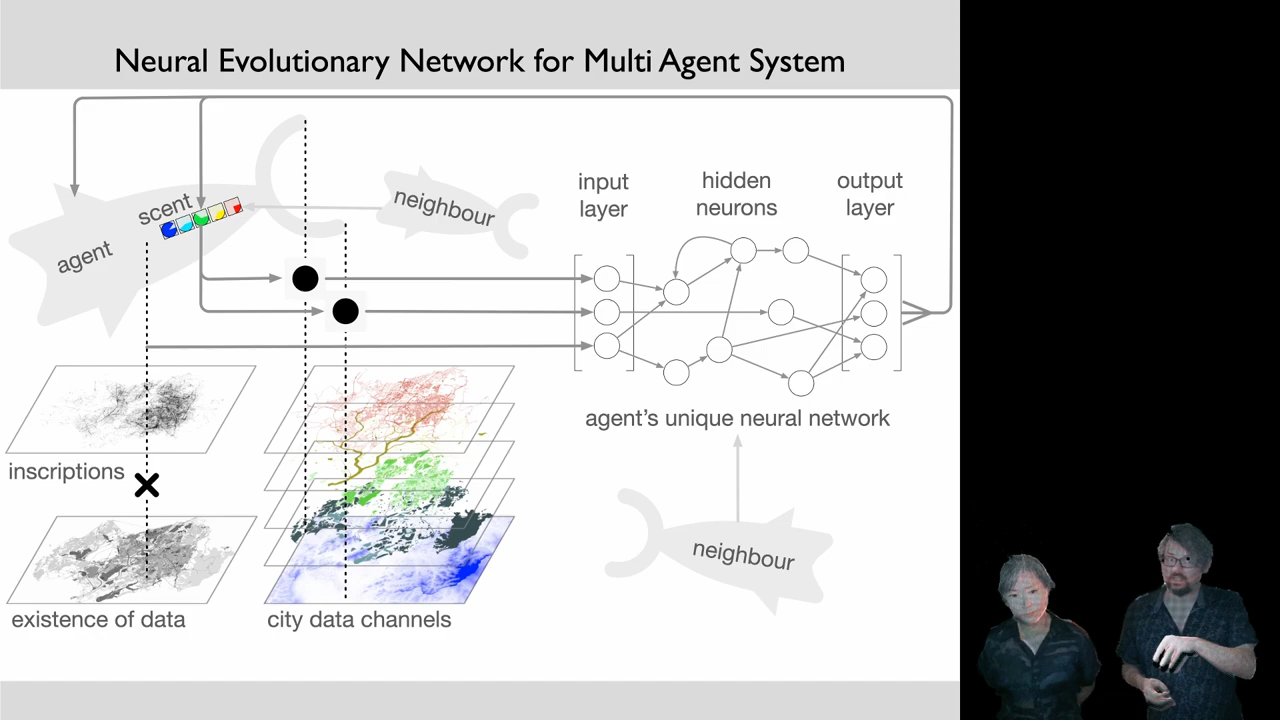 Neural Evolutionary Network for Multi Agent System
agent
scent
neighbour
input
layer
hidden
neurons
output
layer
agent's unique neural network
inscriptions
existence of data
city data channels
neighbour